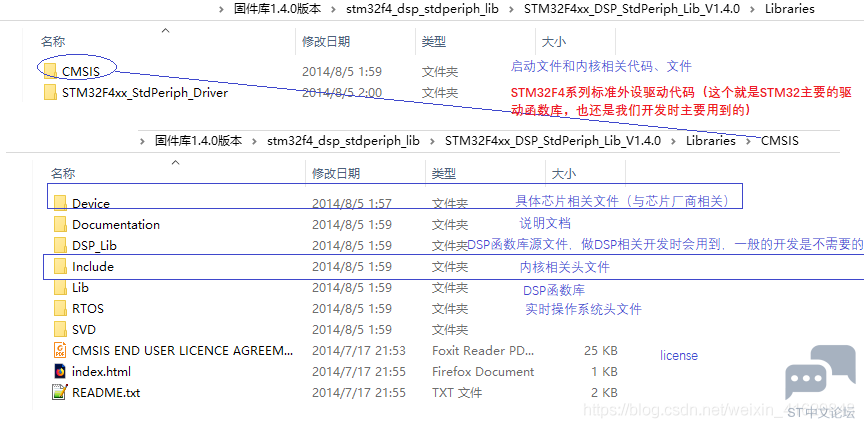 › 固件库1.4.0版本 › stm32f4_dsp_stdperiph_lib › STM32F4xx_DSP_StdPeriph_Lib_V1.4.0 › Libraries
名称 修改日期 类型 大小
CMSIS 2014/8/5 1:59 文件夹 启动文件和内核相关代码、文件
STM32F4xx_StdPeriph_Driver 2014/8/5 2:00 文件夹 STM32F4系列标准外设驱动代码（这个就是STM32主要的驱
动函数库，也还是我们开发时主要用到的）
› 固件库1.4.0版本 › stm32f4_dsp_stdperiph_lib › STM32F4xx_DSP_StdPeriph_Lib_V1.4.0 › Libraries › CMSIS
名称 修改日期 类型 大小
Device 2014/8/5 1:57 文件夹 具体芯片相关文件（与芯片厂商相关）
Documentation 2014/8/5 1:59 文件夹 说明文档
DSP_Lib 2014/8/5 1:59 文件夹 DSP函数库源文件，做DSP相关开发时会用到，一般的开发是不需要的
Include 2014/8/5 1:59 文件夹 内核相关头文件
Lib 2014/8/5 1:59 文件夹 DSP函数库
RTOS 2014/8/5 1:59 文件夹 实时操作系统头文件
SVD 2014/8/5 1:59 文件夹
CMSIS END USER LICENCE AGREEM... 2014/7/17 21:53 Foxit Reader PD... 25 KB license
index.html 2014/7/17 21:55 Firefox Document 1 KB
README.txt 2014/7/17 21:55 TXT 文件 2 KB
ST中文论坛